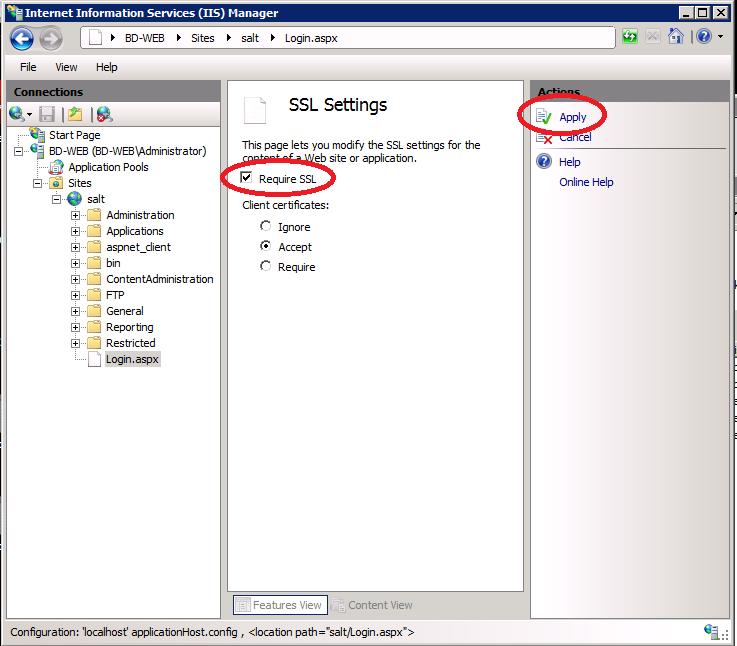 Internet Information Services (IIS) Manager
BD-WEB Sites salt Login.aspx
File View Help
Connections
Start Page
BD-WEB (BD-WEB\Administrator)
Application Pools
Sites
salt
Administration
Applications
aspnet_client
bin
ContentAdministration
FTP
General
Reporting
Restricted
Login.aspx
SSL Settings
This page lets you modify the SSL settings for the
content of a Web site or application.
Require SSL
Client certificates:
Ignore
Accept
Require
Features View Content View
Actions
Apply
Cancel
Help
Online Help
Configuration: 'localhost' applicationHost.config , <location path="salt/Login.aspx">